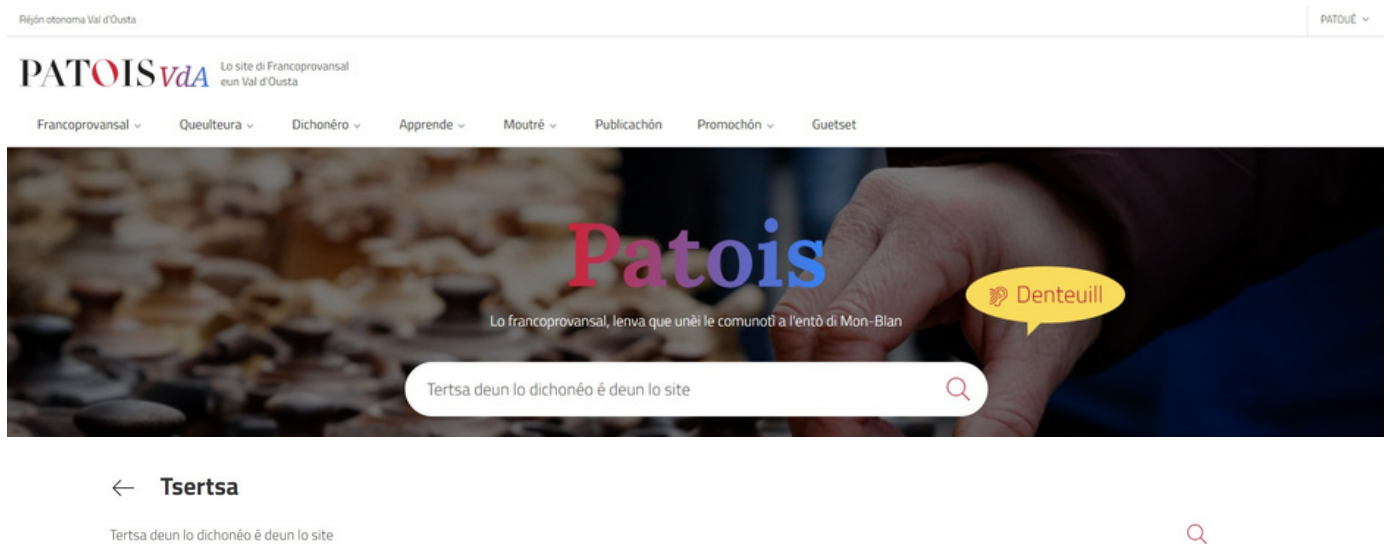 Réjón otonoma Val d'Ousta
PATOUÉ
PATOIS VdA
Lo site di Francoprovansal
eun Val d'Ousta
Francoprovansal Queulteura Dichonéro Apprende Moutré Publicachón Promochón Guetset
Patois
Denteuill
Lo francoprovansal, lenva que unèi le comunotì a l'entò di Mon-Blan
Tertsa deun lo dichonéo é deun lo site
Tsertsa
Tertsa deun lo dichonéo é deun lo site